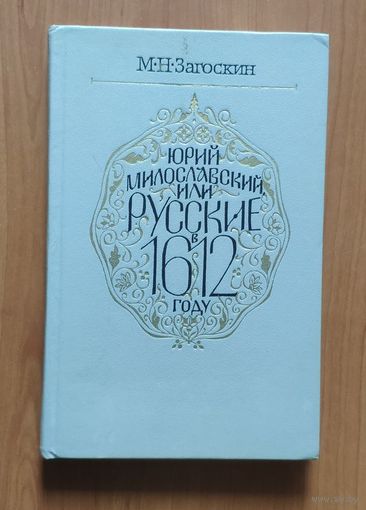 М·Н·Загоскин
ЮРИЙ
МИЛОСЛАВСКИЙ,
ИЛИ
РУССКИЕ
в
1612
году